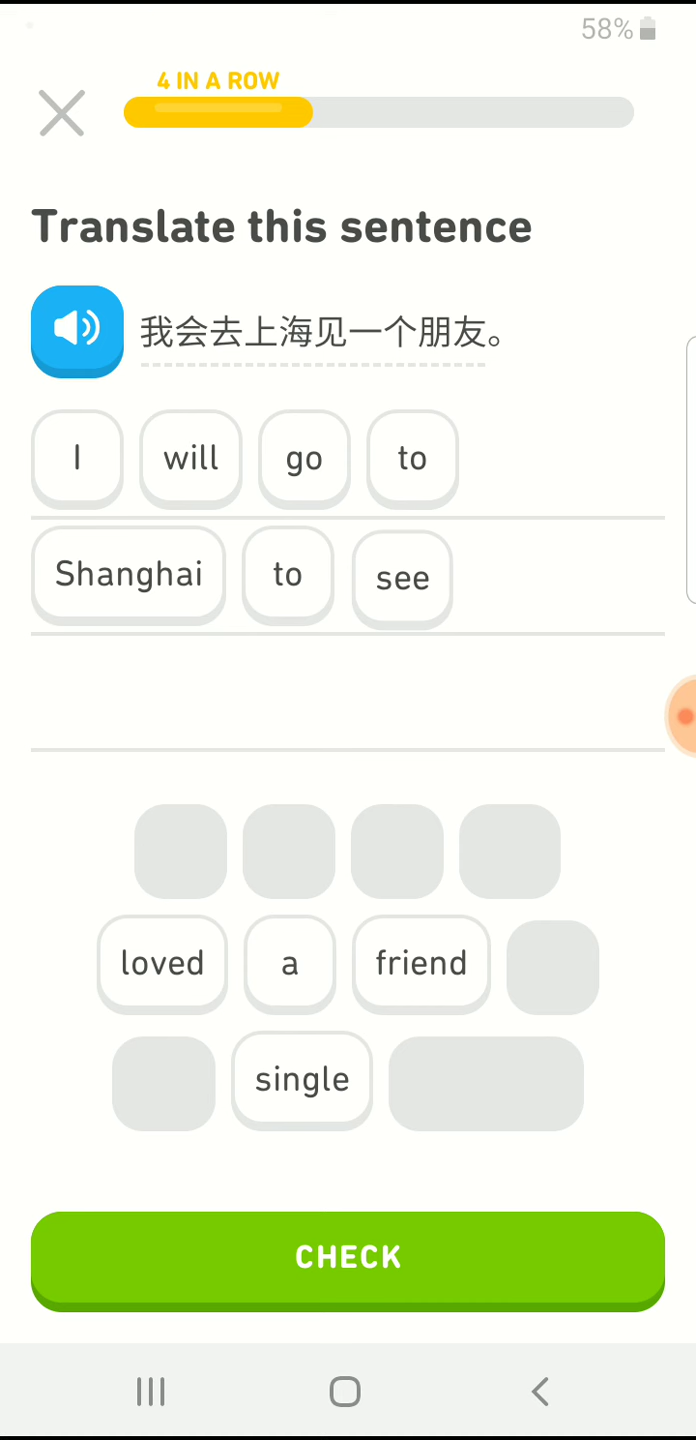 58%
4 IN A ROW
Translate this sentence
我会去上海见一个朋友。
I will go to
Shanghai to see
loved a friend
single
CHECK